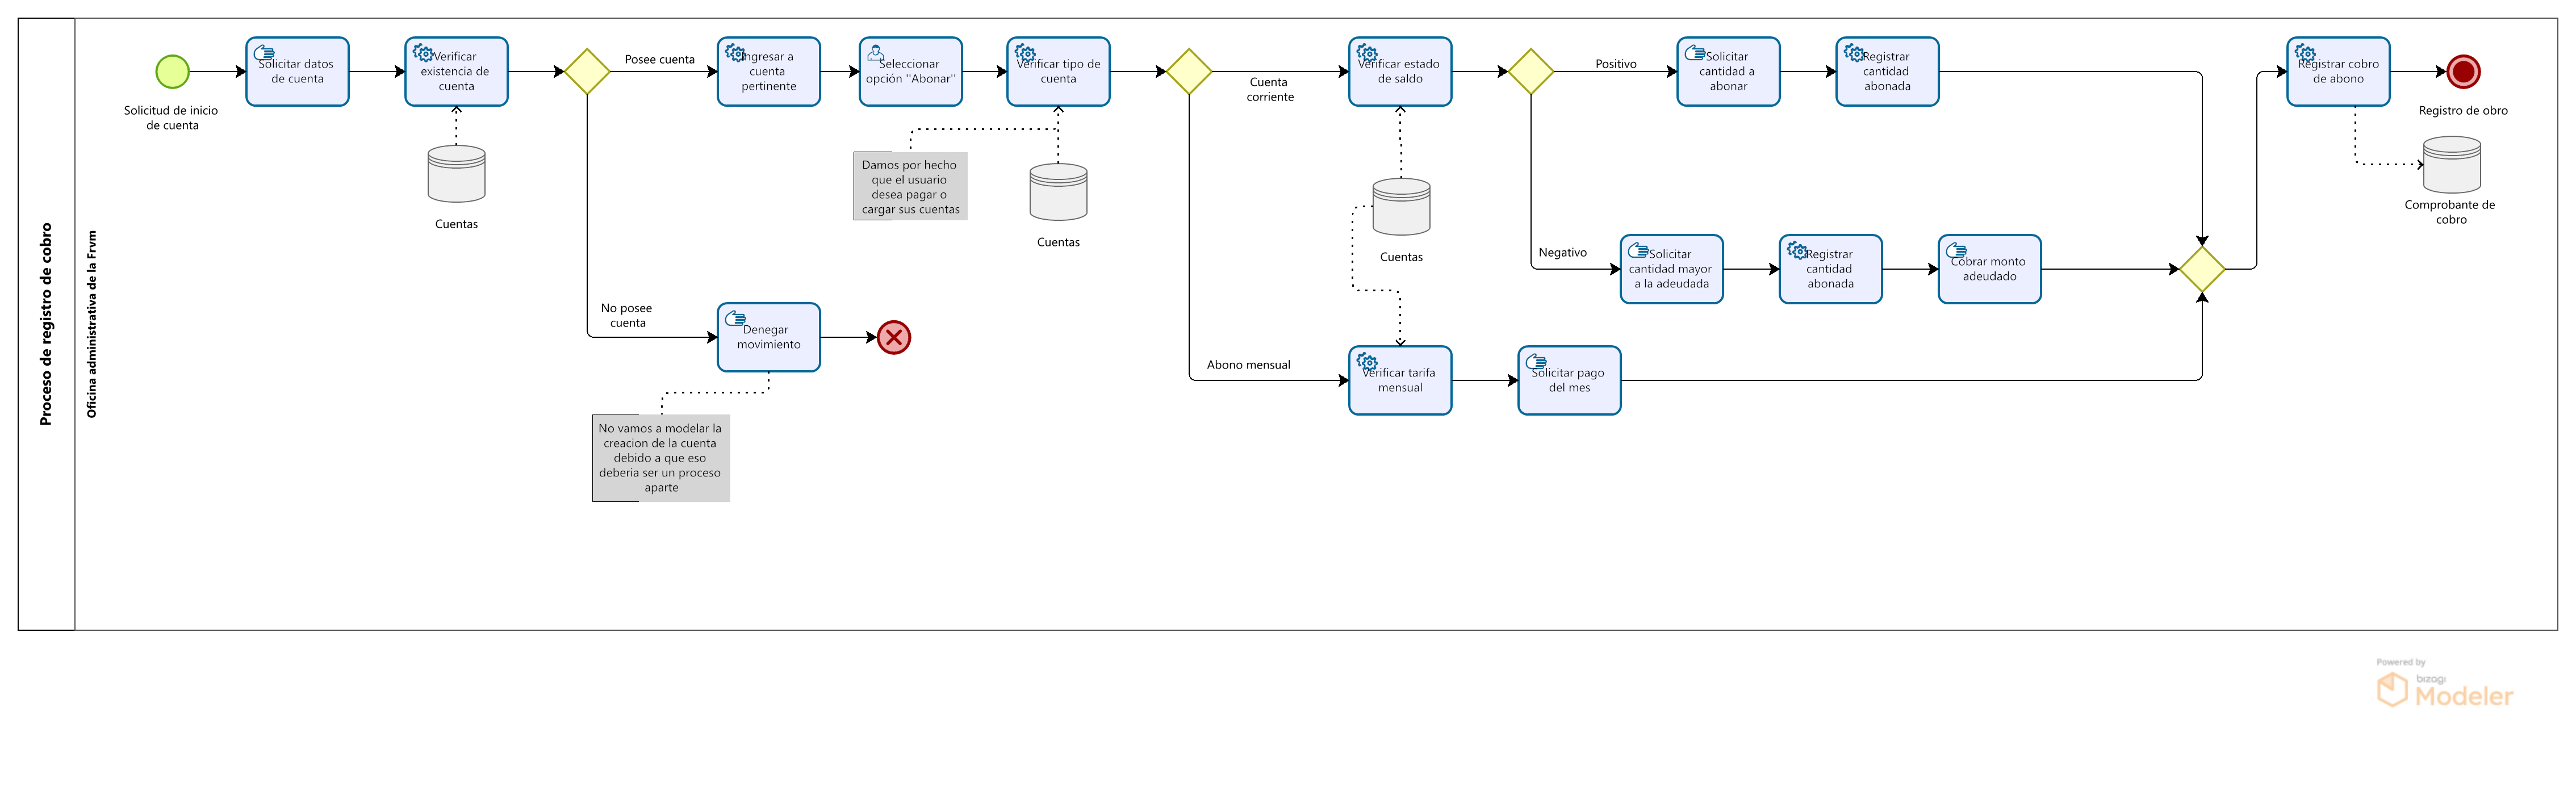 Proceso de registro de cobro
Oficina administrativa de la Frvm
Solicitud de inicio
de cuenta
Solicitar datos
de cuenta
Verificar
existencia de
cuenta
Cuentas
Posee cuenta
No posee
cuenta
Ingresar a
cuenta
pertinente
Seleccionar
opción "Abonar"
Verificar tipo de
cuenta
Damos por hecho
que el usuario
desea pagar o
cargar sus cuentas
Cuentas
Denegar
movimiento
No vamos a modelar la
creacion de la cuenta
debido a que eso
deberia ser un proceso
aparte
Cuenta
corriente
Abono mensual
Verificar estado
de saldo
Cuentas
Verificar tarifa
mensual
Solicitar pago
del mes
Positivo
Negativo
Solicitar
cantidad a
abonar
Registrar
cantidad
abonada
Solicitar
cantidad mayor
a la adeudada
Registrar
cantidad
abonada
Cobrar monto
adeudado
Registrar cobro
de abono
Registro de obro
Comprobante de
cobro
Powered by
bizagi
Modeler